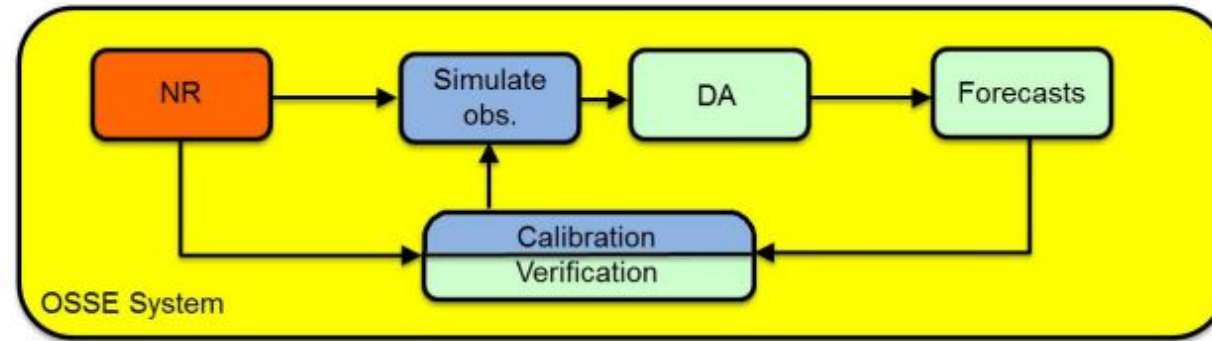 NR
Simulate
obs.
DA
Forecasts
Calibration
Verification
OSSE System